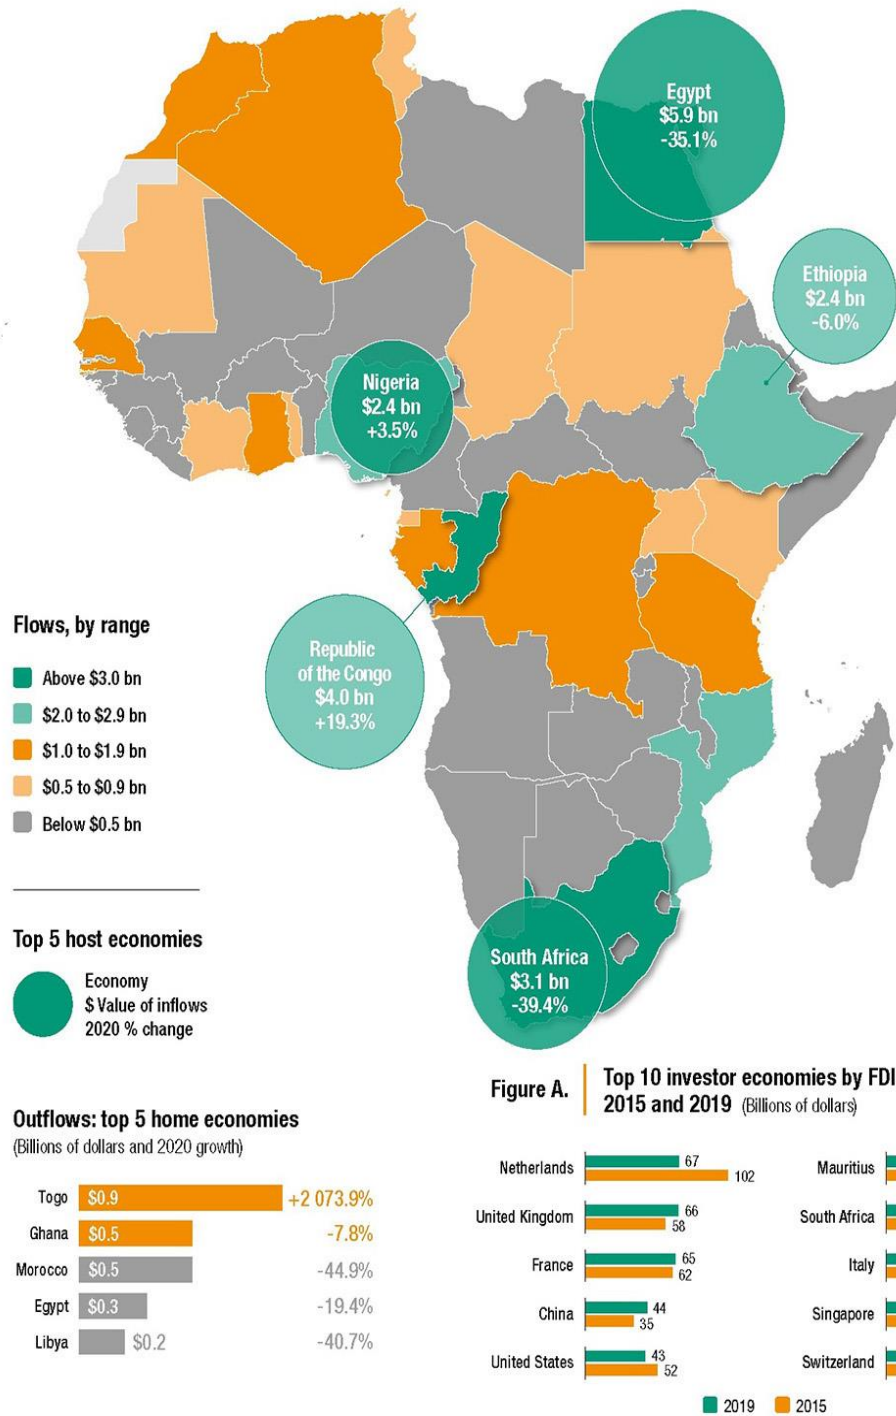 Egypt
$5.9 bn
-35.1%
Ethiopia
$2.4 bn
-6.0%
Nigeria
$2.4 bn
+3.5%
Republic
of the Congo
$4.0 bn
+19.3%
South Africa
$3.1 bn
-39.4%
Flows, by range
Above $3.0 bn
$2.0 to $2.9 bn
$1.0 to $1.9 bn
$0.5 to $0.9 bn
Below $0.5 bn
Top 5 host economies
Economy
$ Value of inflows
2020 % change
Outflows: top 5 home economies
(Billions of dollars and 2020 growth)
Togo $0.9 +2 073.9%
Ghana $0.5 -7.8%
Morocco $0.5 -44.9%
Egypt $0.3 -19.4%
Libya $0.2 -40.7%
Figure A.
Top 10 investor economies by FDI
2015 and 2019 (Billions of dollars)
Netherlands 67 102
United Kingdom 66 58
France 65 62
China 44 35
United States 43 52
Mauritius
South Africa
Italy
Singapore
Switzerland
2019 2015